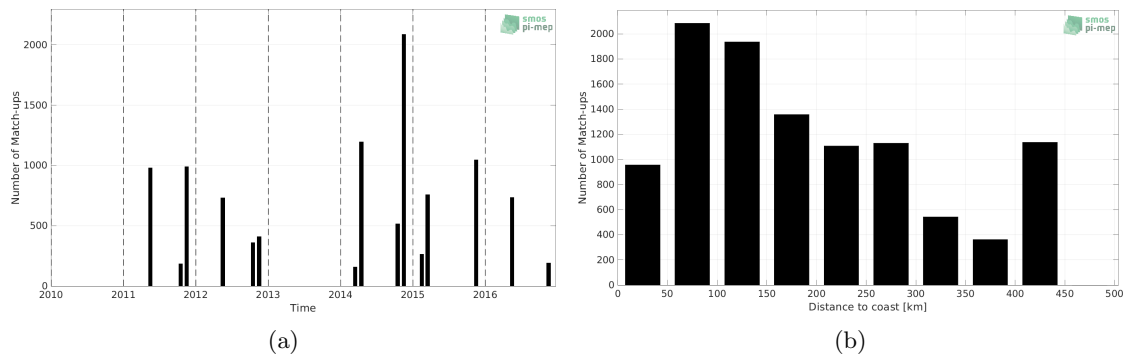 smos
pi-mep
2000
1500
1000
500
0
Number of Match-ups
2010 2011 2012 2013 2014 2015 2016
Time
(a)
smos
pi-mep
2000
1800
1600
1400
1200
1000
800
600
400
200
0
Number of Match-ups
0 50 100 150 200 250 300 350 400 450 500
Distance to coast [km]
(b)